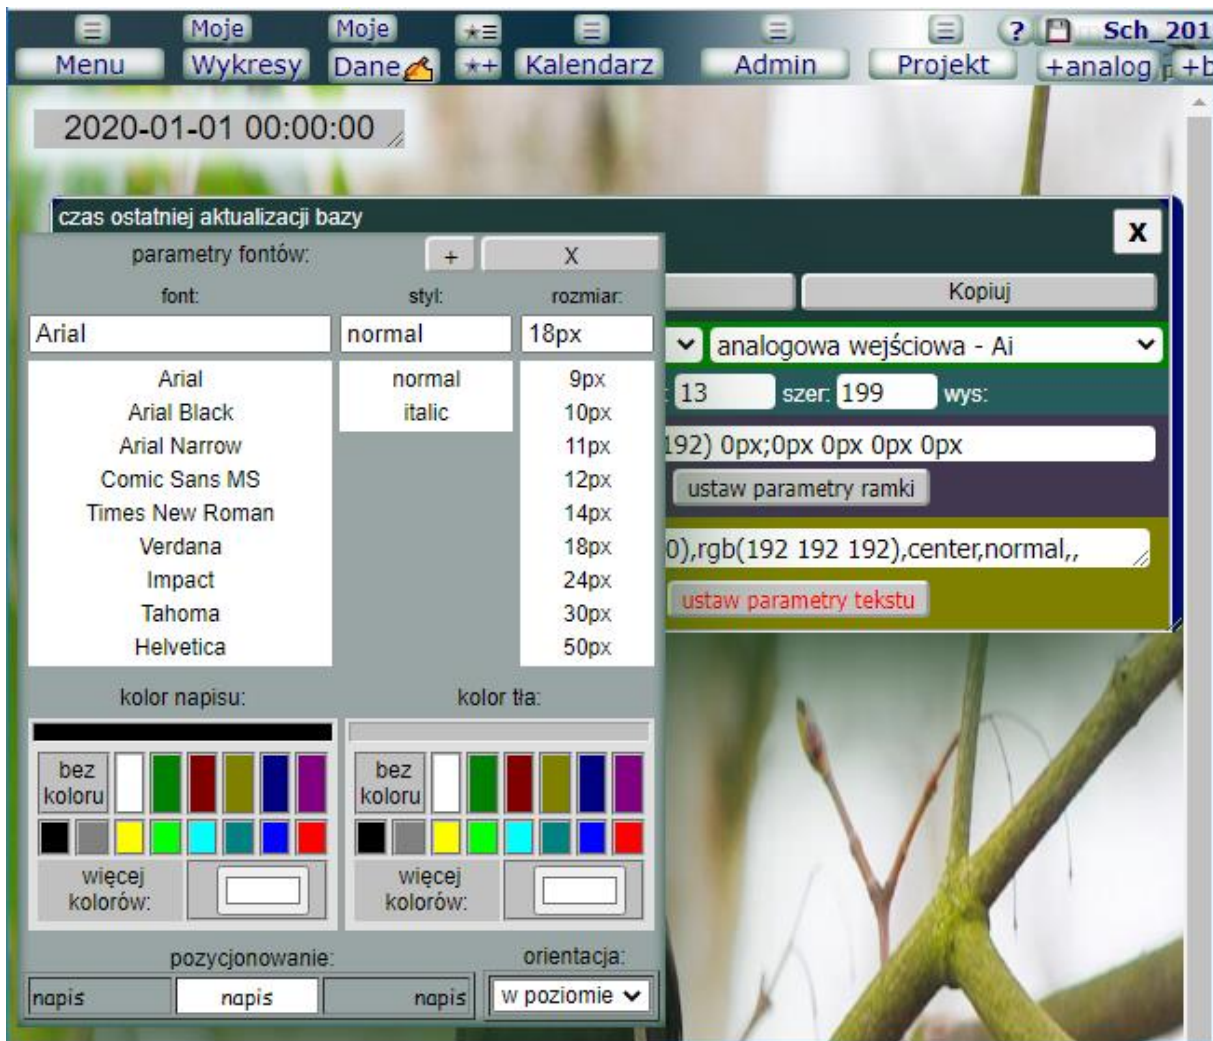 Moje Moje ? Sch_201
Menu Wykresy Dane Kalendarz Admin Projekt +analog +b
2020-01-01 00:00:00
czas ostatniej aktualizacji bazy
X
parametry fontów: + X
font: styl: rozmiar:
Kopiuj
Arial normal 18px
analogowa wejściowa - Ai
Arial normal 9px
13 szer: 199 wys:
Arial Black italic 10px
Arial Narrow 11px
192) 0px;0px 0px 0px 0px
Comic Sans MS 12px
ustaw parametry ramki
Times New Roman 14px
Verdana 18px
0),rgb(192 192 192),center,normal,,
Impact 24px
ustaw parametry tekstu
Tahoma 30px
Helvetica 50px
kolor napisu: kolor tła:
bez koloru bez koloru
więcej kolorów: więcej kolorów:
pozycjonowanie: orientacja:
napis napis napis w poziomie